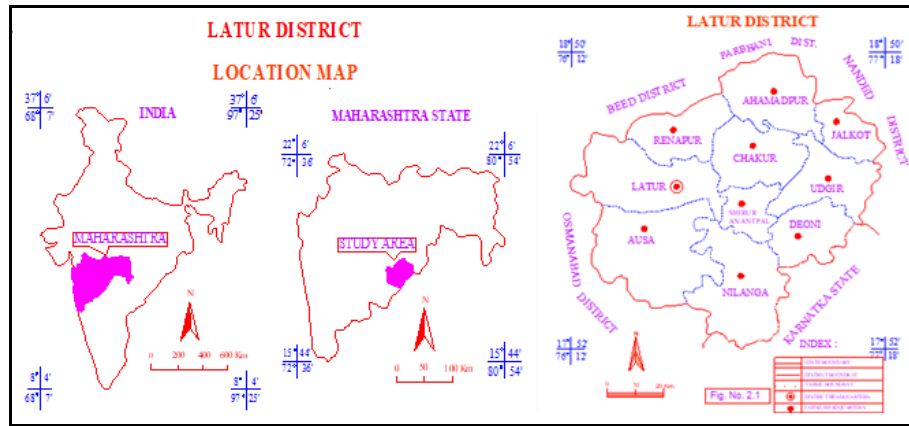 LATUR DISTRICT
LOCATION MAP
37° 6'
68° 7'
37° 6'
97° 25'
INDIA
MAHARASHTRA
N
0 200 400 600 Km
8° 4'
68° 7'
8° 4'
97° 25'
MAHARASHTRA STATE
22° 6'
72° 36'
22° 6'
80° 54'
STUDY AREA
N
0 50 100 Km
15° 44'
72° 36'
15° 44'
80° 54'
LATUR DISTRICT
18° 50'
76° 12'
18° 50'
77° 18'
PARBHANI DIST.
NANDED DISTRICT
BEED DISTRICT
AHAMADPUR
JALKOT
RENAPUR
CHAKUR
LATUR
UDGIR
SHIRUR
ANANTPAL
DEONI
AUSA
NILANGA
OSMANABAD DISTRICT
KARNATKA STATE
17° 52'
76° 12'
17° 52'
77° 18'
N
0 10 20 Km
Fig. No. 2.1
INDEX :